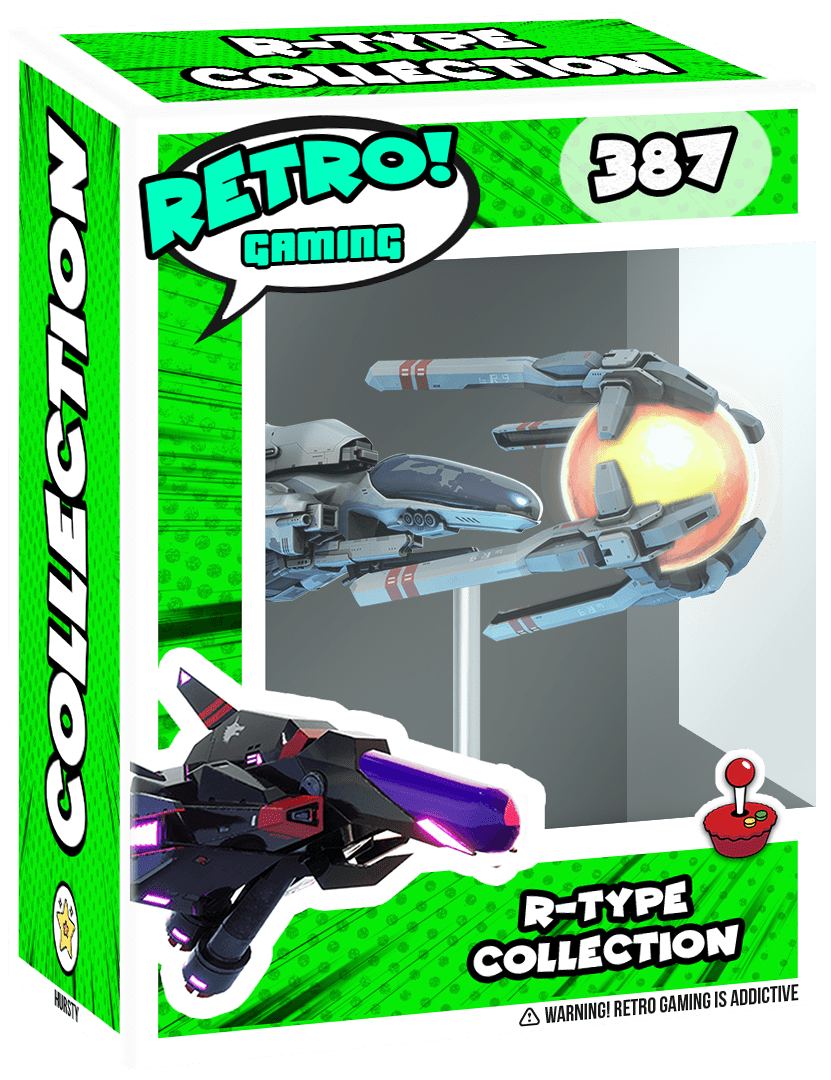 R-TYPE
COLLECTION
COLLECTION
HURSTY
RETRO!
GAMING
387
R-TYPE
COLLECTION
WARNING! RETRO GAMING IS ADDICTIVE